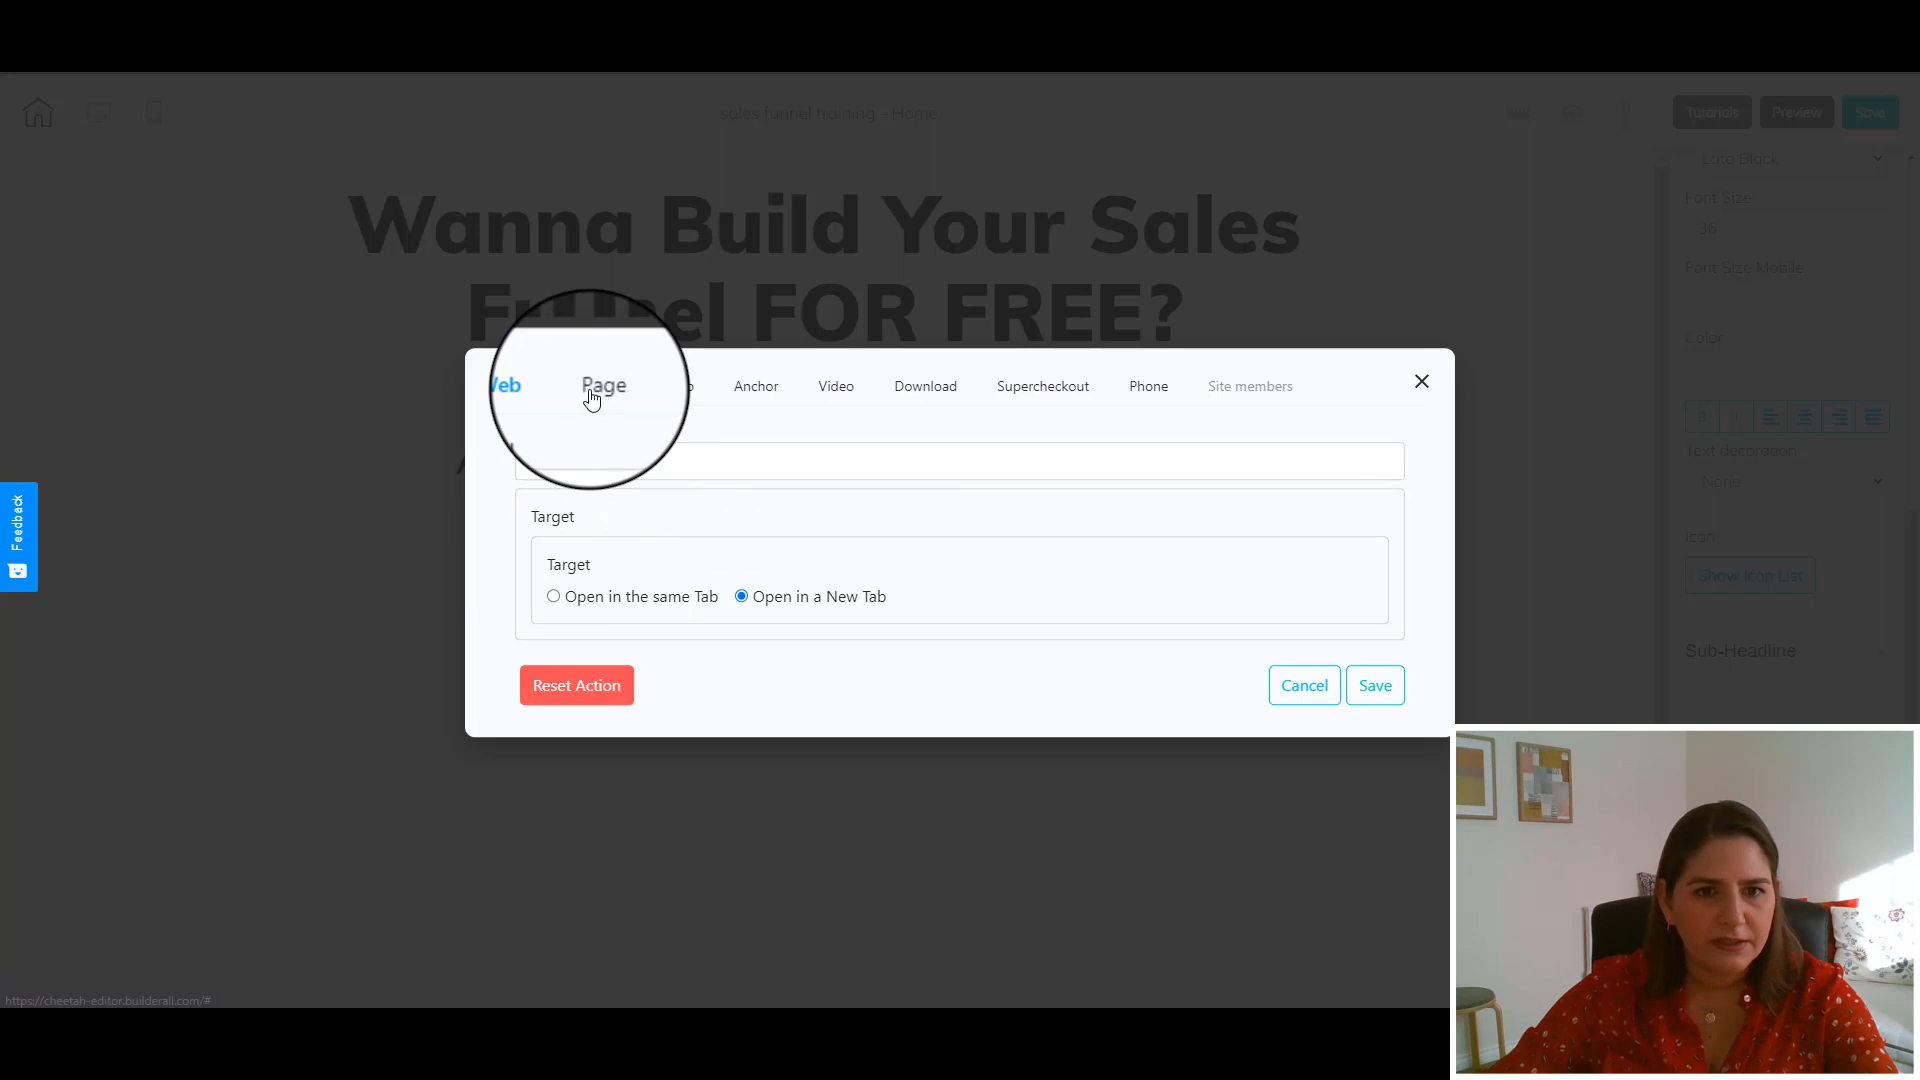 sales funnel training - Home
Tutorials
Preview
Save
Lato Black
Font Size
36
Font Size Mobile
Color
Text decoration
None
Icon
Show Icon List
Sub-Headline
Wanna Build Your Sales
Funnel FOR FREE?
Page
Anchor
Video
Download
Supercheckout
Phone
Site members
Target
Target
Open in the same Tab
Open in a New Tab
Reset Action
Cancel
Save
Feedback
https://cheetah-editor.builderall.com/#